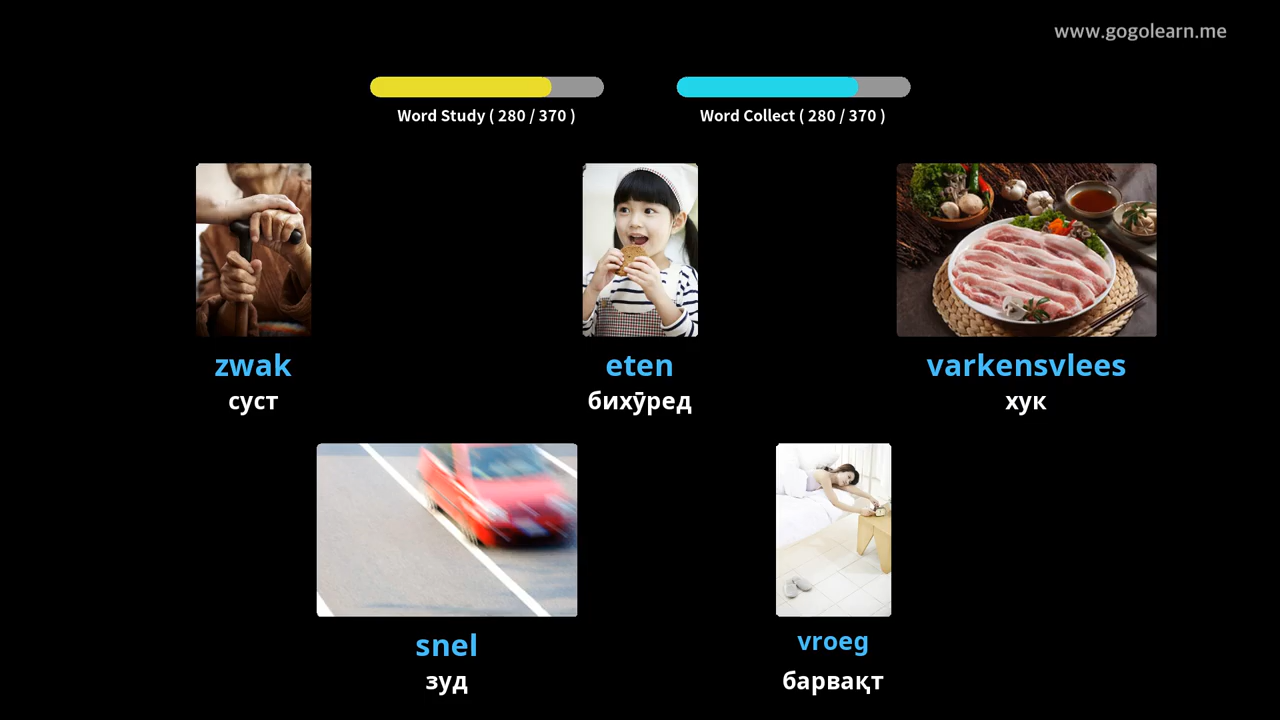 www.gogolearn.me
Word Study ( 280 / 370 )
Word Collect ( 280 / 370 )
zwak
суст
eten
бихӯред
varkensvlees
хук
snel
зуд
vroeg
барвақт